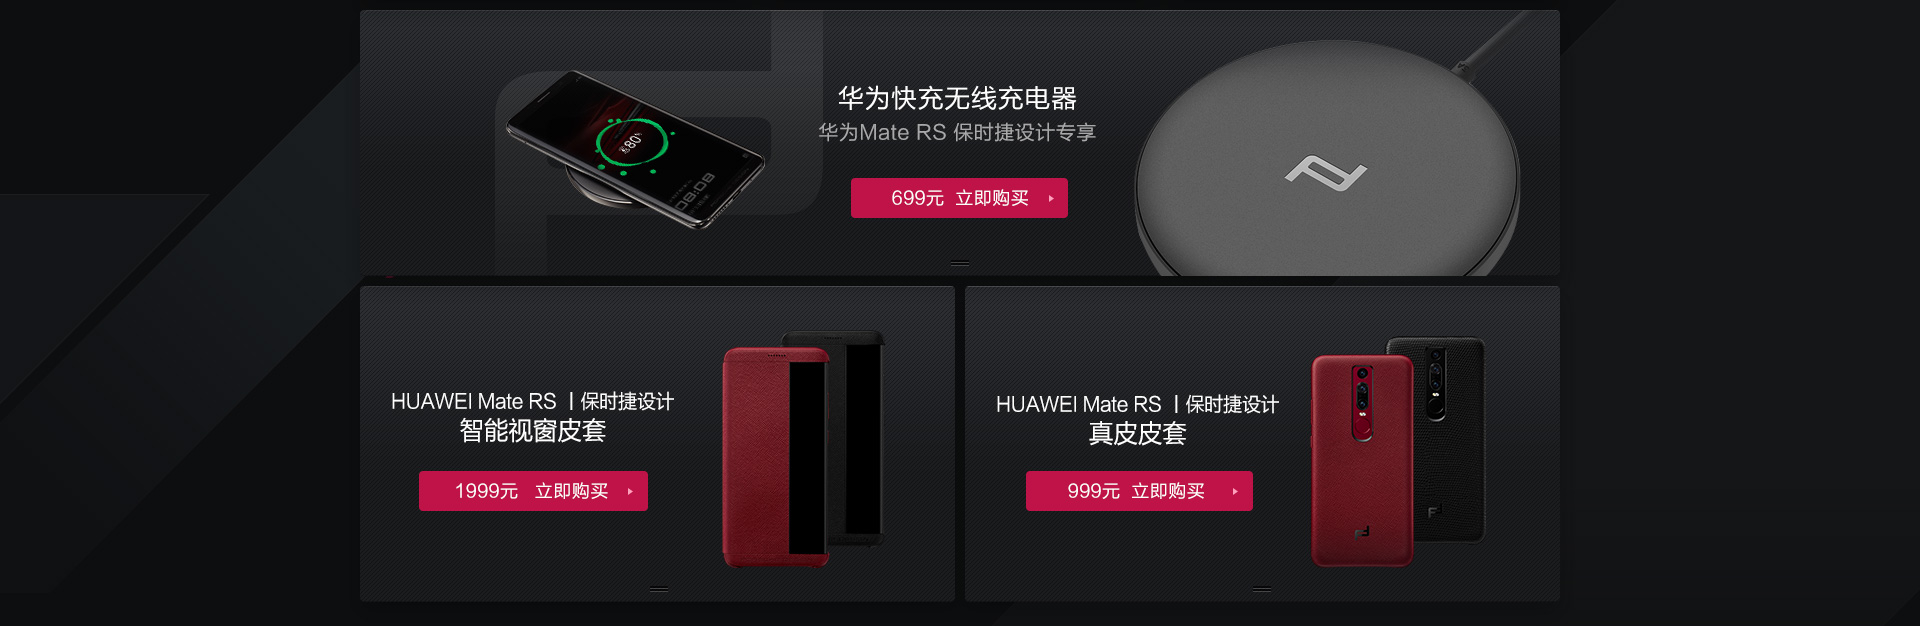 华为快充无线充电器
华为Mate RS 保时捷设计专享
699元 立即购买
80%
08:08
HUAWEI Mate RS 丨保时捷设计
智能视窗皮套
1999元 立即购买
HUAWEI Mate RS 丨保时捷设计
真皮皮套
999元 立即购买